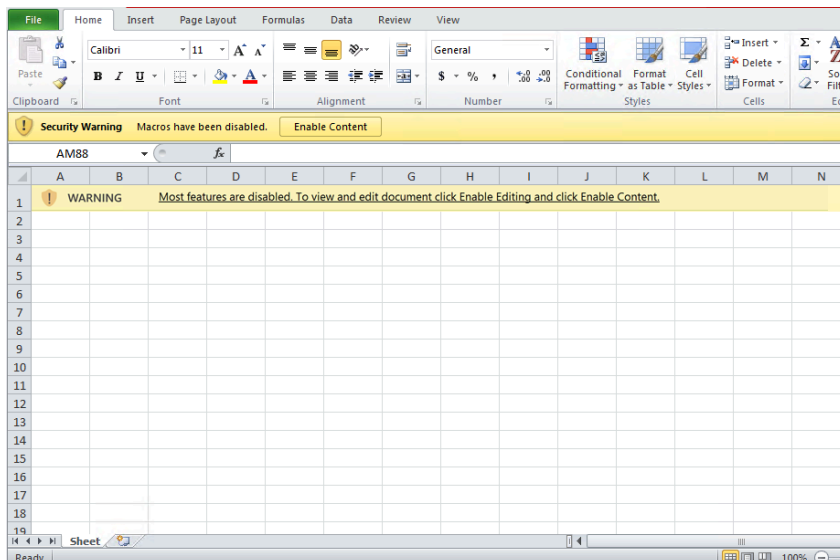 File Home Insert Page Layout Formulas Data Review View
Calibri 11 A A General Insert Σ
Paste Delete
B I U A $ % , .00 .00 Conditional Format Cell Format
Formatting as Table Styles
Clipboard Font Alignment Number Styles Cells
Security Warning Macros have been disabled. Enable Content
AM88 fx
A B C D E F G H I J K L M N
1 WARNING Most features are disabled. To view and edit document click Enable Editing and click Enable Content.
2
3
4
5
6
7
8
9
10
11
12
13
14
15
16
17
18
19
Sheet
Ready 100%